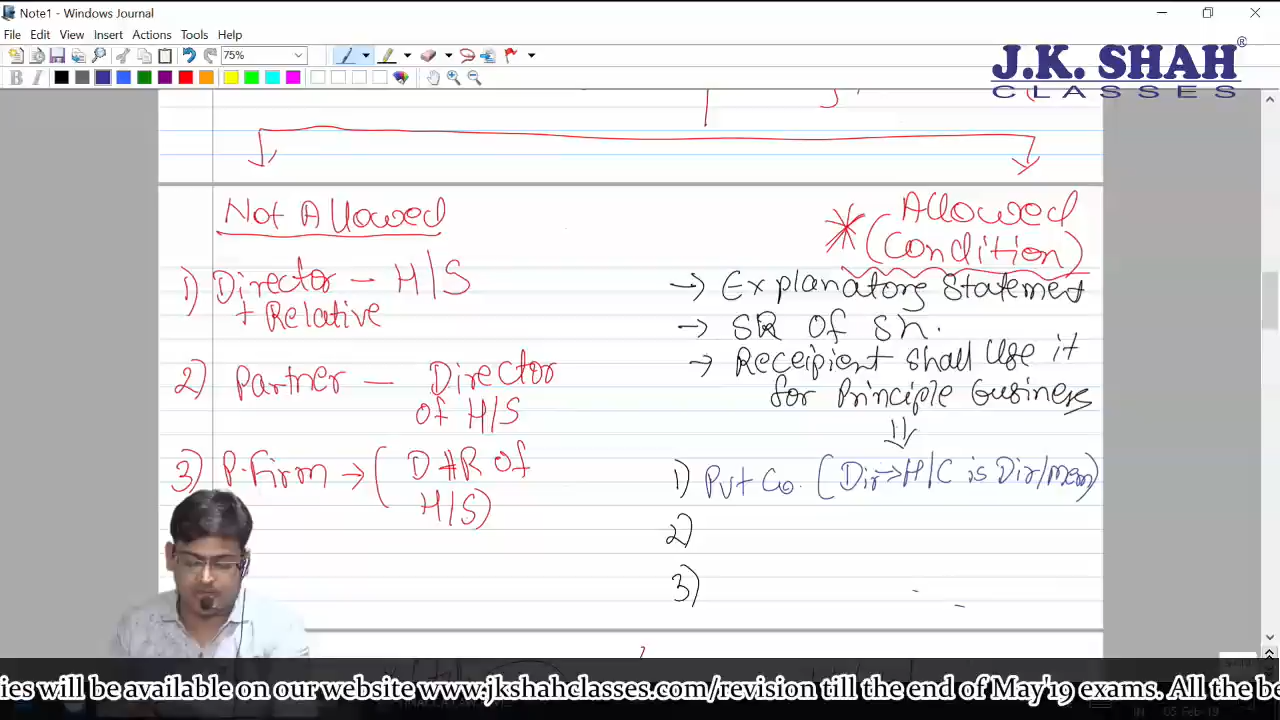 Note1 - Windows Journal
File Edit View Insert Actions Tools Help
75%
J.K. SHAH®
CLASSES
Not Allowed
1) Director - H/S
+ Relative
2) Partner - Director
of H/S
3) P.Firm → ( D #R of
H/S)
* Allowed
(Condition)
→ Explanatory Statement
→ SR of Sh.
→ Receipient shall Use it
for Principle business
1) Pvt Co. (Dir→H/C is Dir/mem)
2)
3)
ies will be available on our website www.jkshahclasses.com/revision till the end of May'19 exams. All the be
05-Feb-19